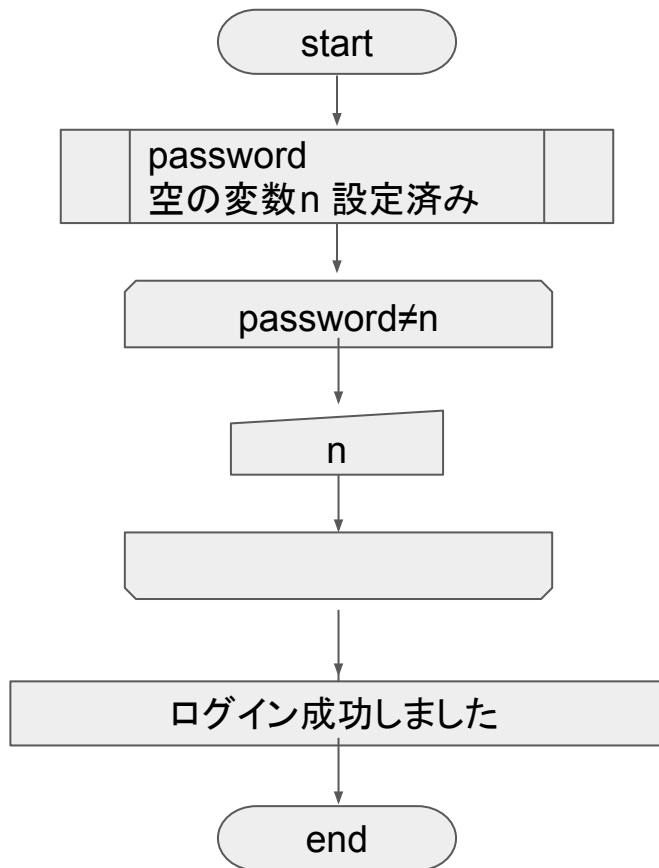 start
password
空の変数n 設定済み
password≠n
n
ログイン成功しました
end